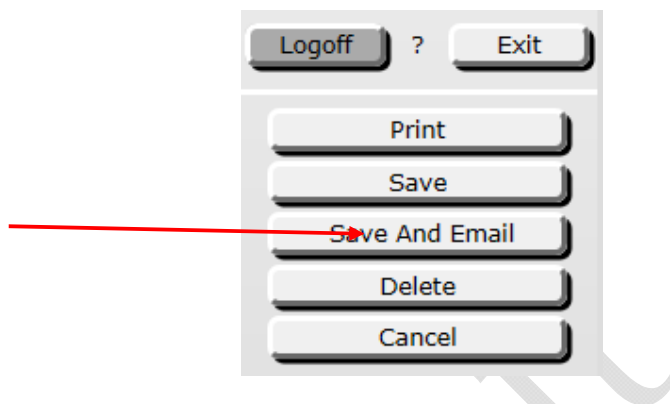 Logoff ? Exit
Print
Save
Save And Email
Delete
Cancel